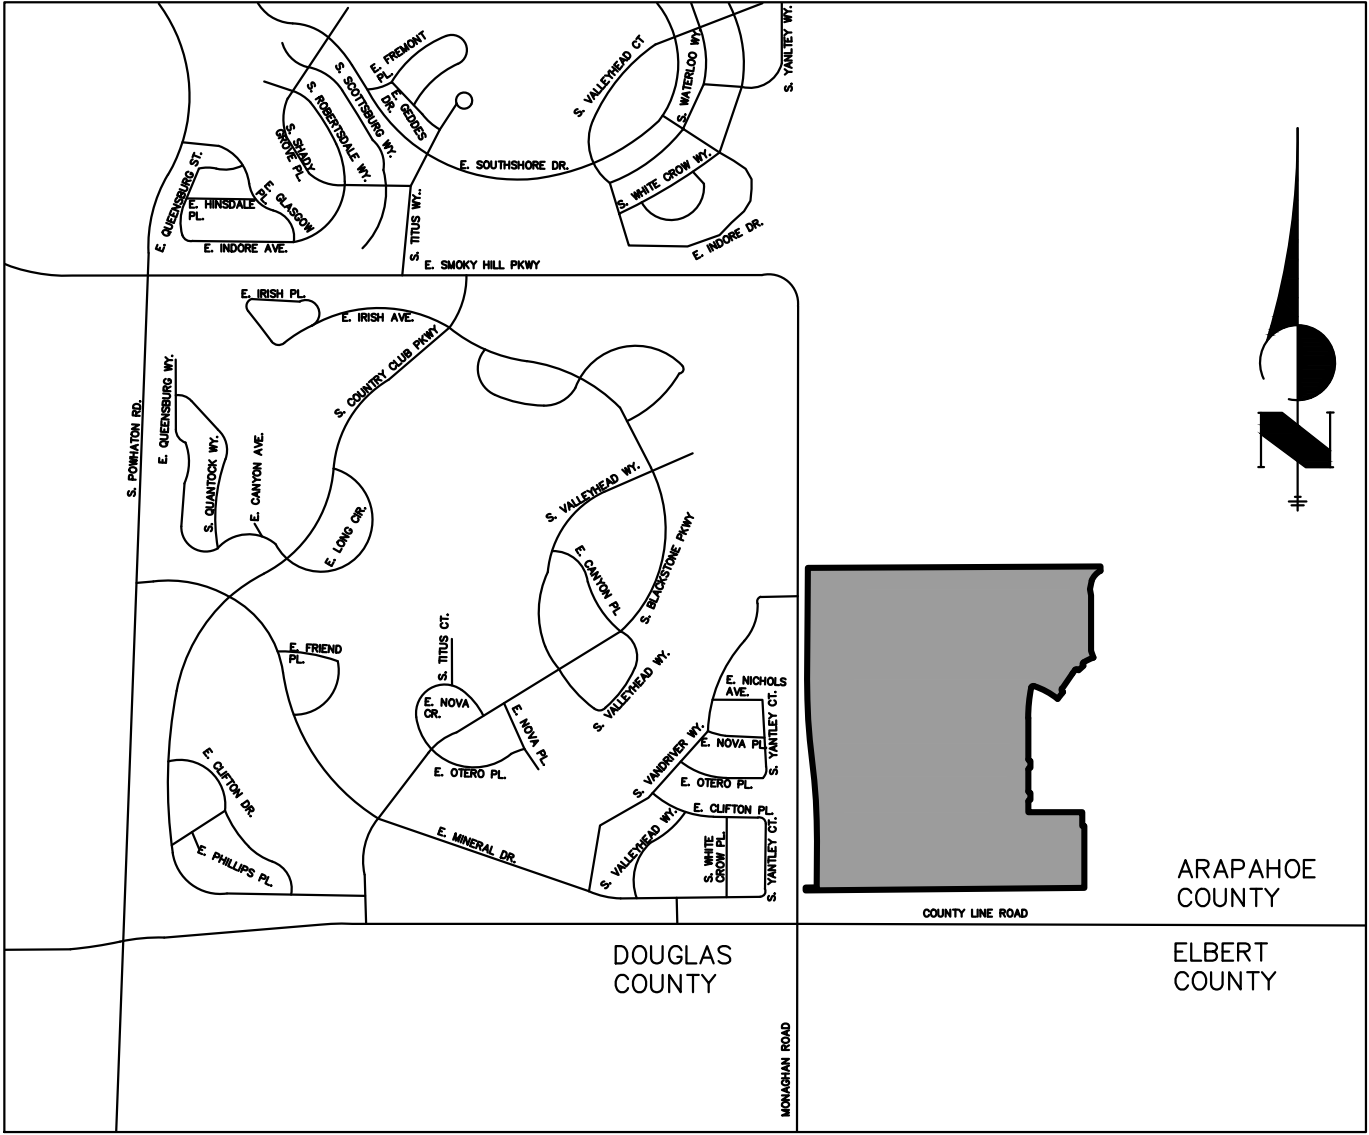 E. FREMONT
PL.
E. GEDDES
DR.
S. SCOTTSBURG WY.
S. ROBERTSDALE WY.
S. SHADY
GROVE PL.
E. SOUTHSHORE DR.
S. VALLEYHEAD CT
S. WATERLOO WY.
S. YANLTEY WY.
S. WHITE CROW WY.
E. INDORE DR.
E. QUEENSBURG ST.
E. HINSDALE
PL.
E. GLASGOW
PL.
E. INDORE AVE.
S. TITUS WY..
E. SMOKY HILL PKWY
E. IRISH PL.
E. IRISH AVE.
S. COUNTRY CLUB PKWY
S. POWHATON RD.
E. QUEENSBURG WY.
S. QUANTOCK WY.
E. CANYON AVE.
E. LONG CIR.
S. VALLEYHEAD WY.
E. CANYON PL
S. BLACKSTONE PKWY
E. FRIEND
PL.
S. TITUS CT.
E. NOVA
CR.
E. NOVA PL.
E. OTERO PL.
S. VALLEYHEAD WY.
E. NICHOLS
AVE.
S. YANTLEY CT.
E. NOVA PL.
S. VANDRIVER WY.
E. OTERO PL.
E. CLIFTON DR.
E. PHILLIPS PL.
E. MINERAL DR.
E. CLIFTON PL.
S. VALLEYHEAD WY.
S. WHITE
CROW PL.
S. YANTLEY CT.
N
ARAPAHOE
COUNTY
COUNTY LINE ROAD
DOUGLAS
COUNTY
ELBERT
COUNTY
MONAGHAN ROAD